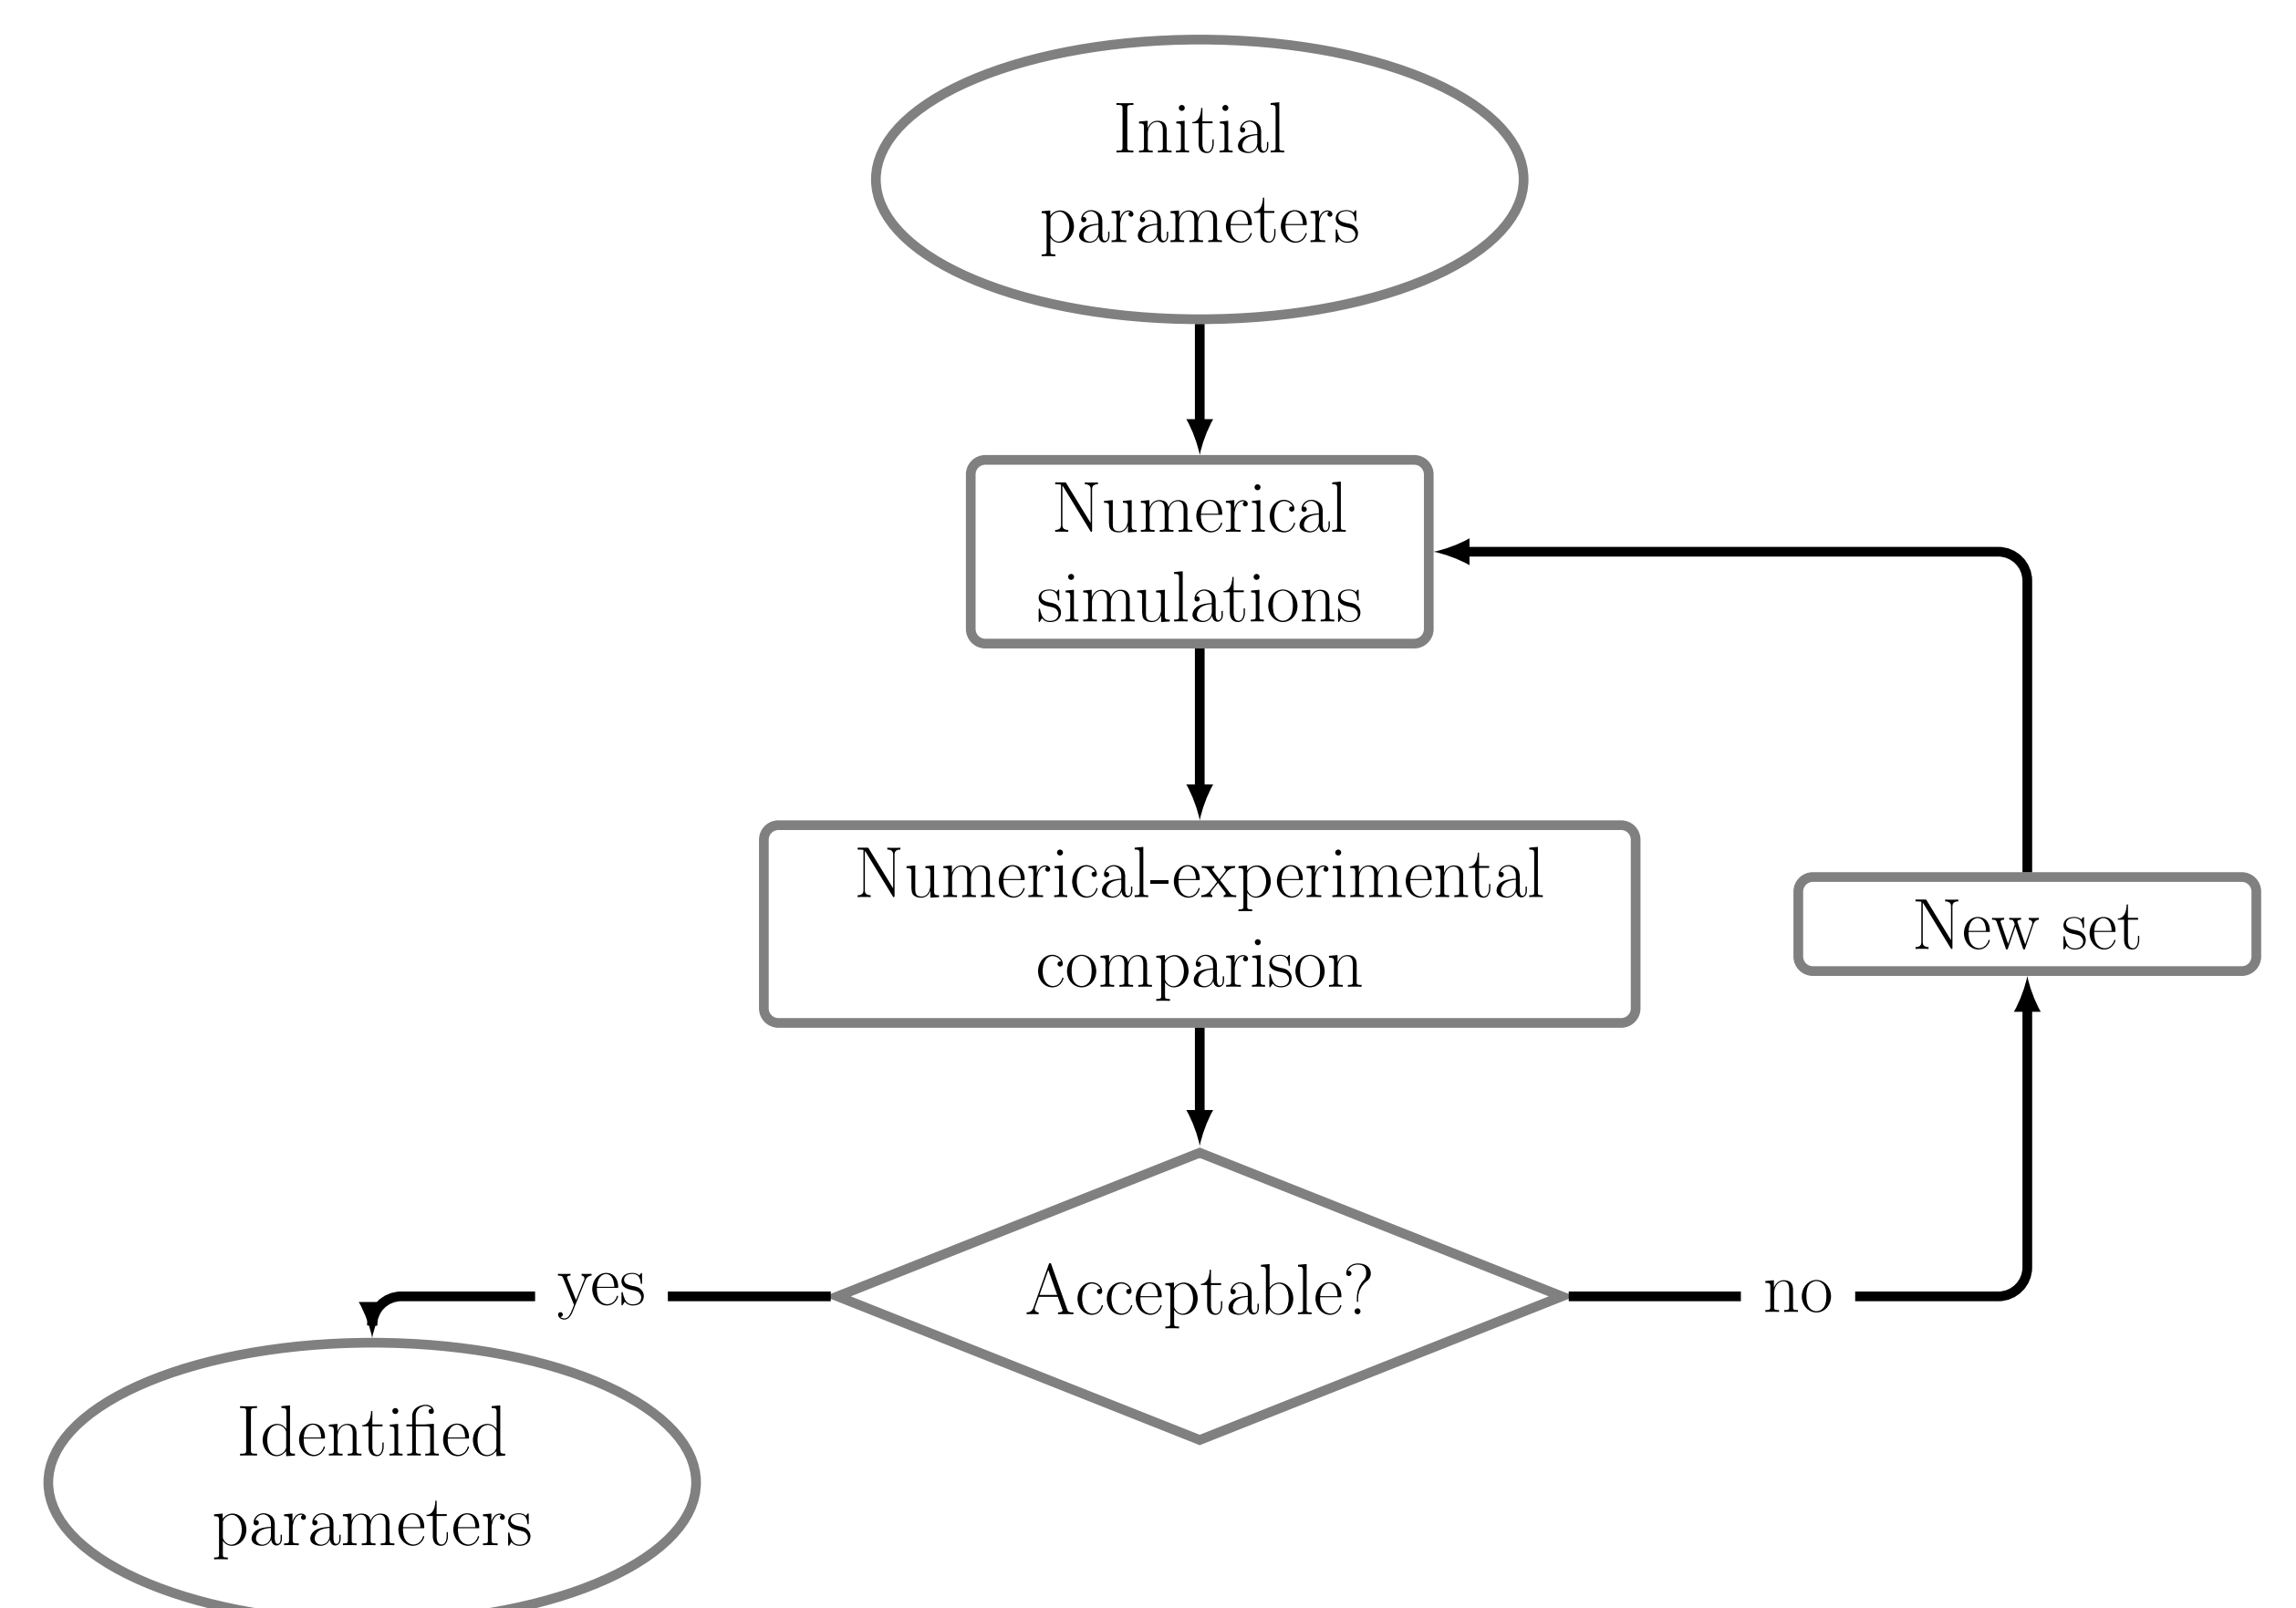 Initial
parameters
Numerical
simulations
Numerical-experimental
comparison
New set
Acceptable?
yes
no
Identified
parameters